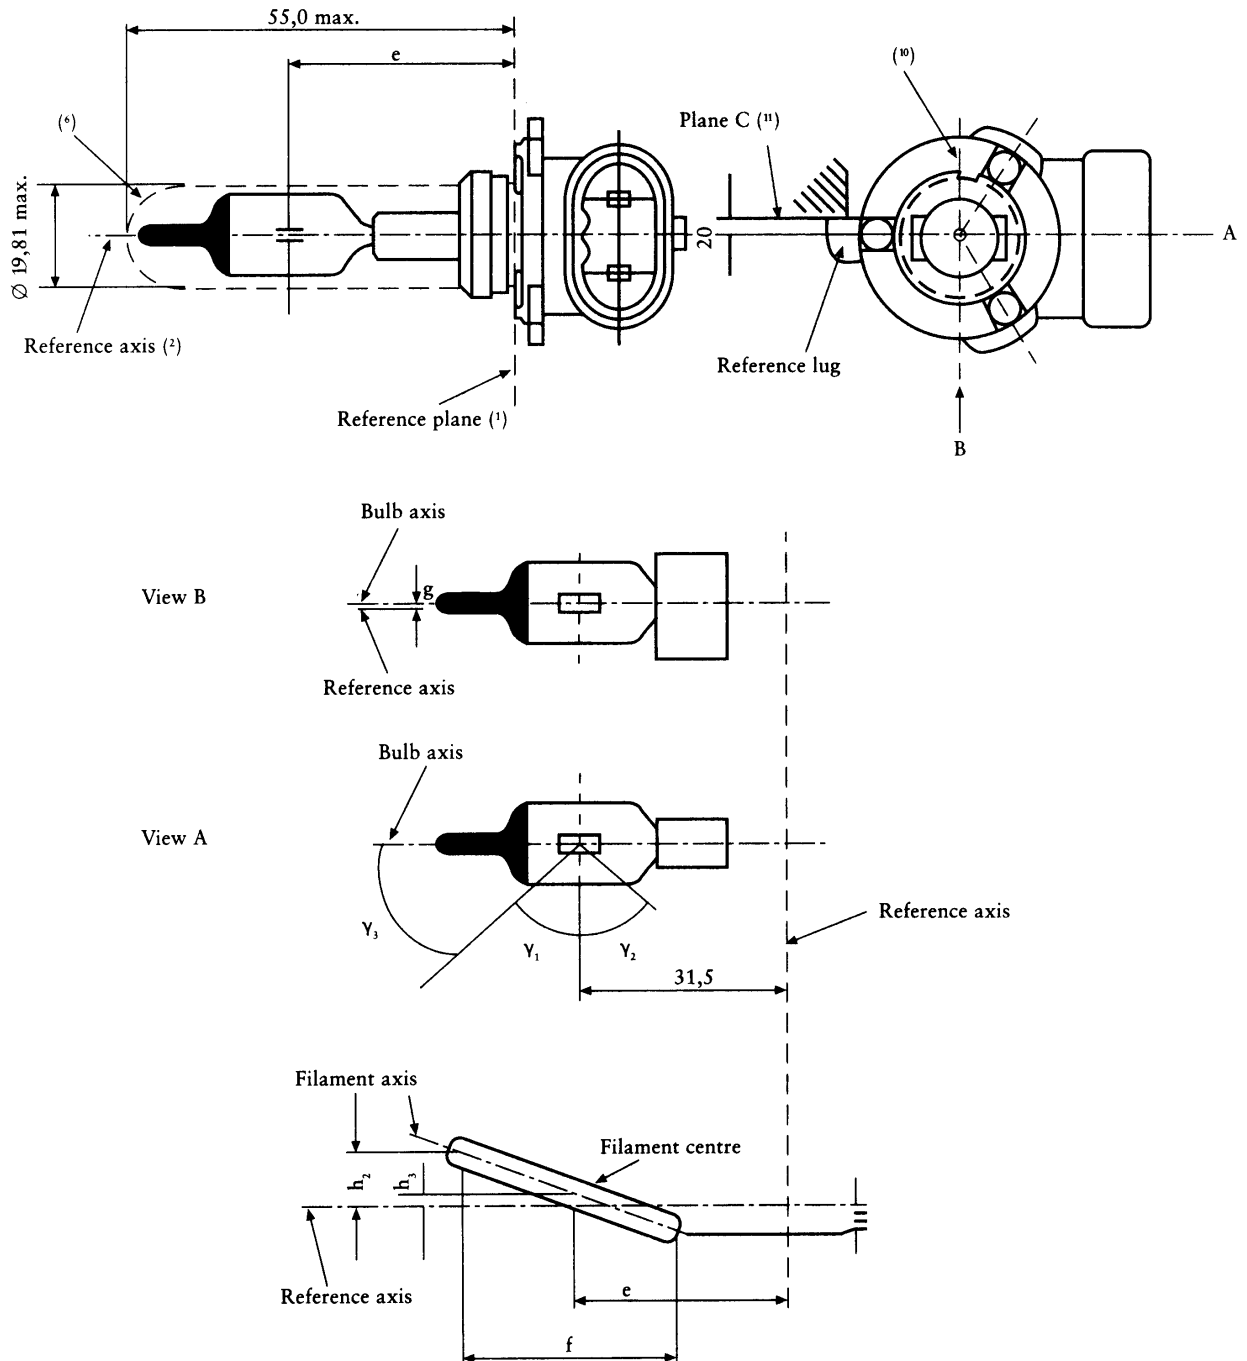 55,0 max.
e
(⁶)
Ø 19,81 max.
Reference axis (²)
Reference plane (¹)
(¹⁰)
Plane C (¹¹)
20
A
Reference lug
B
Bulb axis
View B
g
Reference axis
Bulb axis
View A
γ₃
γ₁
γ₂
Reference axis
31,5
Filament axis
Filament centre
h₂
h₃
Reference axis
e
f